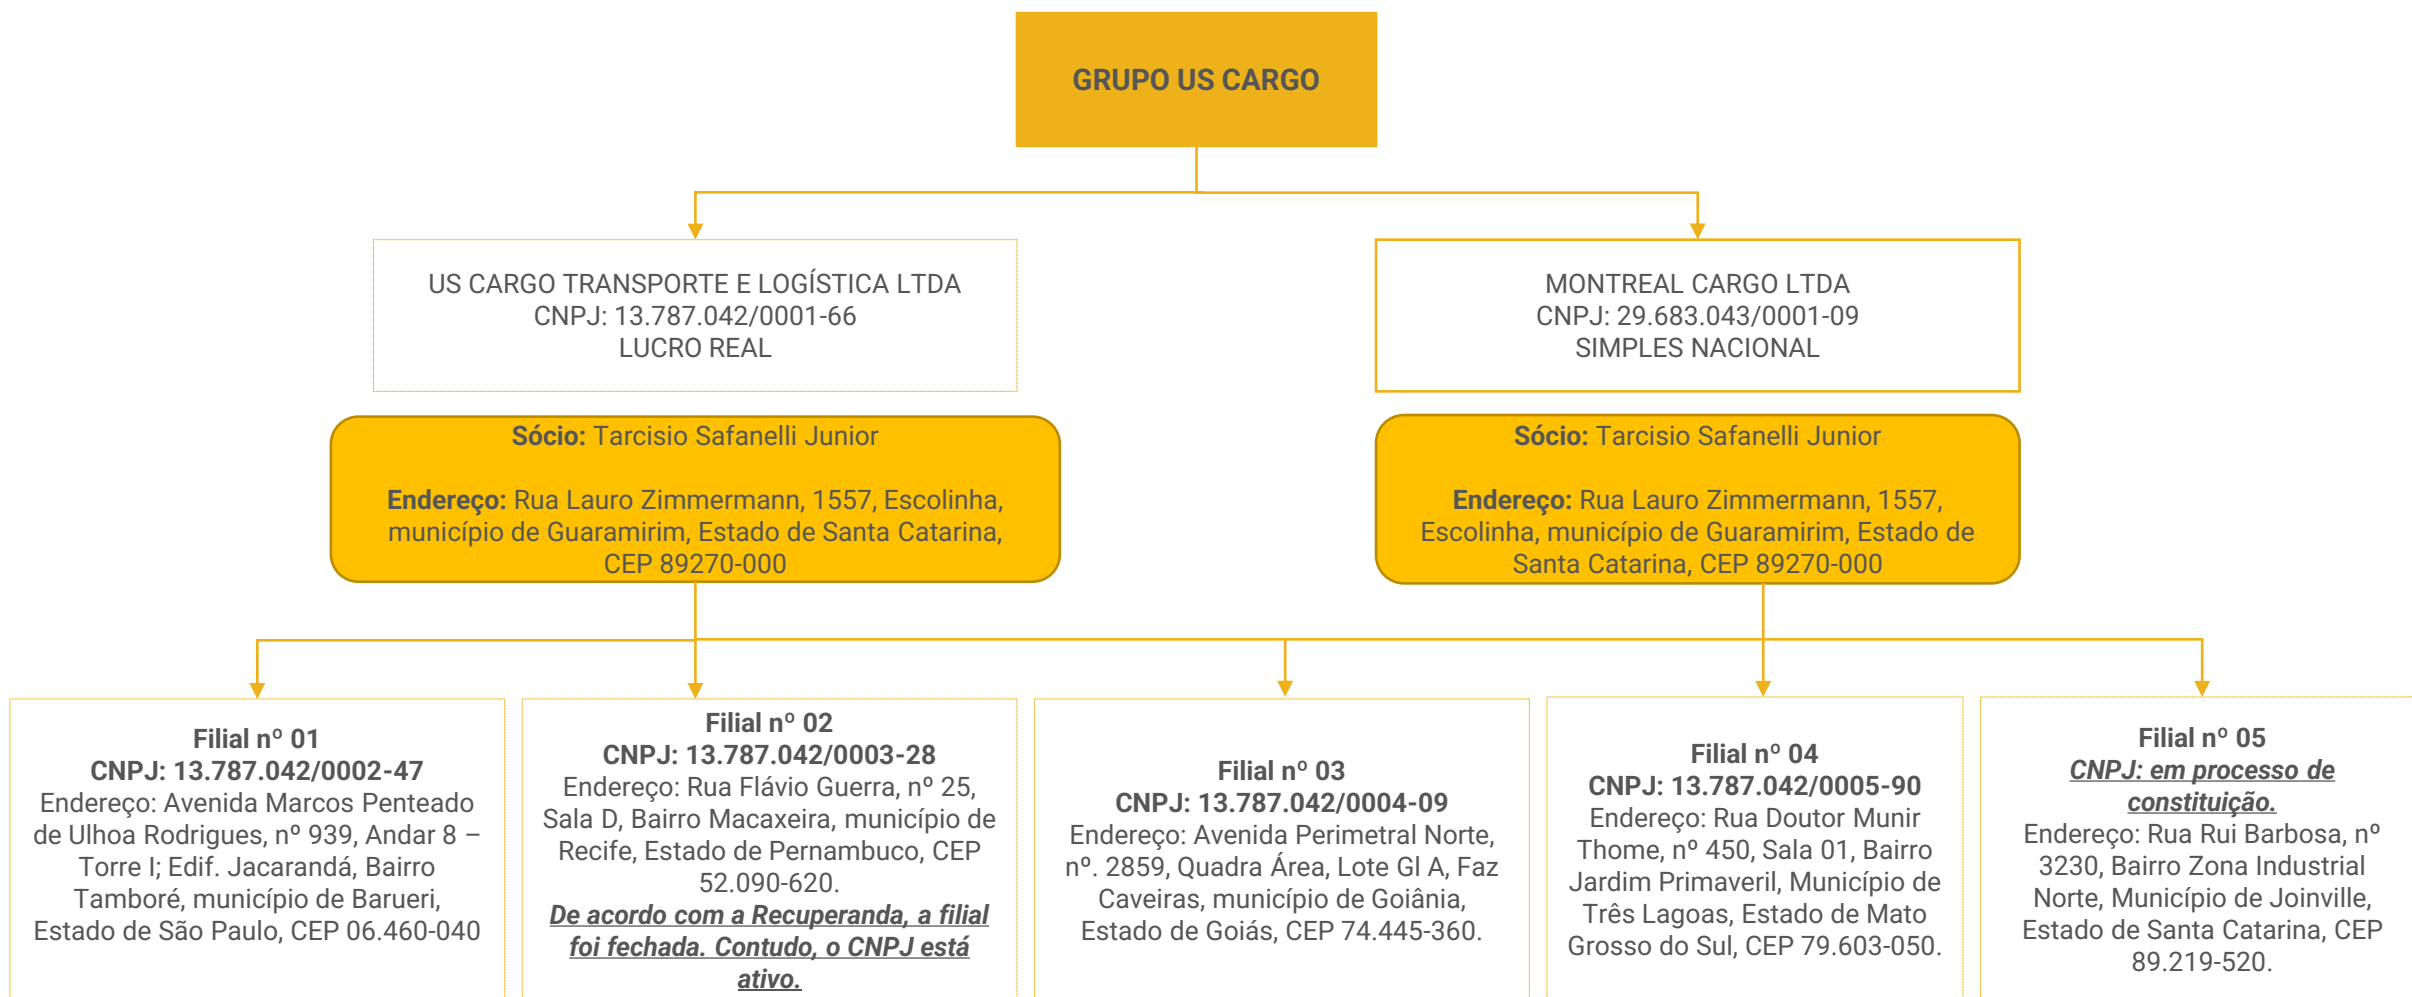 GRUPO US CARGO
US CARGO TRANSPORTE E LOGÍSTICA LTDA
CNPJ: 13.787.042/0001-66
LUCRO REAL
MONTREAL CARGO LTDA
CNPJ: 29.683.043/0001-09
SIMPLES NACIONAL
Sócio: Tarcisio Safanelli Junior
Endereço: Rua Lauro Zimmermann, 1557, Escolinha,
município de Guaramirim, Estado de Santa Catarina,
CEP 89270-000
Sócio: Tarcisio Safanelli Junior
Endereço: Rua Lauro Zimmermann, 1557,
Escolinha, município de Guaramirim, Estado de
Santa Catarina, CEP 89270-000
Filial nº 01
CNPJ: 13.787.042/0002-47
Endereço: Avenida Marcos Penteado
de Ulhoa Rodrigues, nº 939, Andar 8 –
Torre I; Edif. Jacarandá, Bairro
Tamboré, município de Barueri,
Estado de São Paulo, CEP 06.460-040
Filial nº 02
CNPJ: 13.787.042/0003-28
Endereço: Rua Flávio Guerra, nº 25,
Sala D, Bairro Macaxeira, município de
Recife, Estado de Pernambuco, CEP
52.090-620.
De acordo com a Recuperanda, a filial
foi fechada. Contudo, o CNPJ está
ativo.
Filial nº 03
CNPJ: 13.787.042/0004-09
Endereço: Avenida Perimetral Norte,
nº. 2859, Quadra Área, Lote Gl A, Faz
Caveiras, município de Goiânia,
Estado de Goiás, CEP 74.445-360.
Filial nº 04
CNPJ: 13.787.042/0005-90
Endereço: Rua Doutor Munir
Thome, nº 450, Sala 01, Bairro
Jardim Primaveril, Município de
Três Lagoas, Estado de Mato
Grosso do Sul, CEP 79.603-050.
Filial nº 05
CNPJ: em processo de
constituição.
Endereço: Rua Rui Barbosa, nº
3230, Bairro Zona Industrial
Norte, Município de Joinville,
Estado de Santa Catarina, CEP
89.219-520.